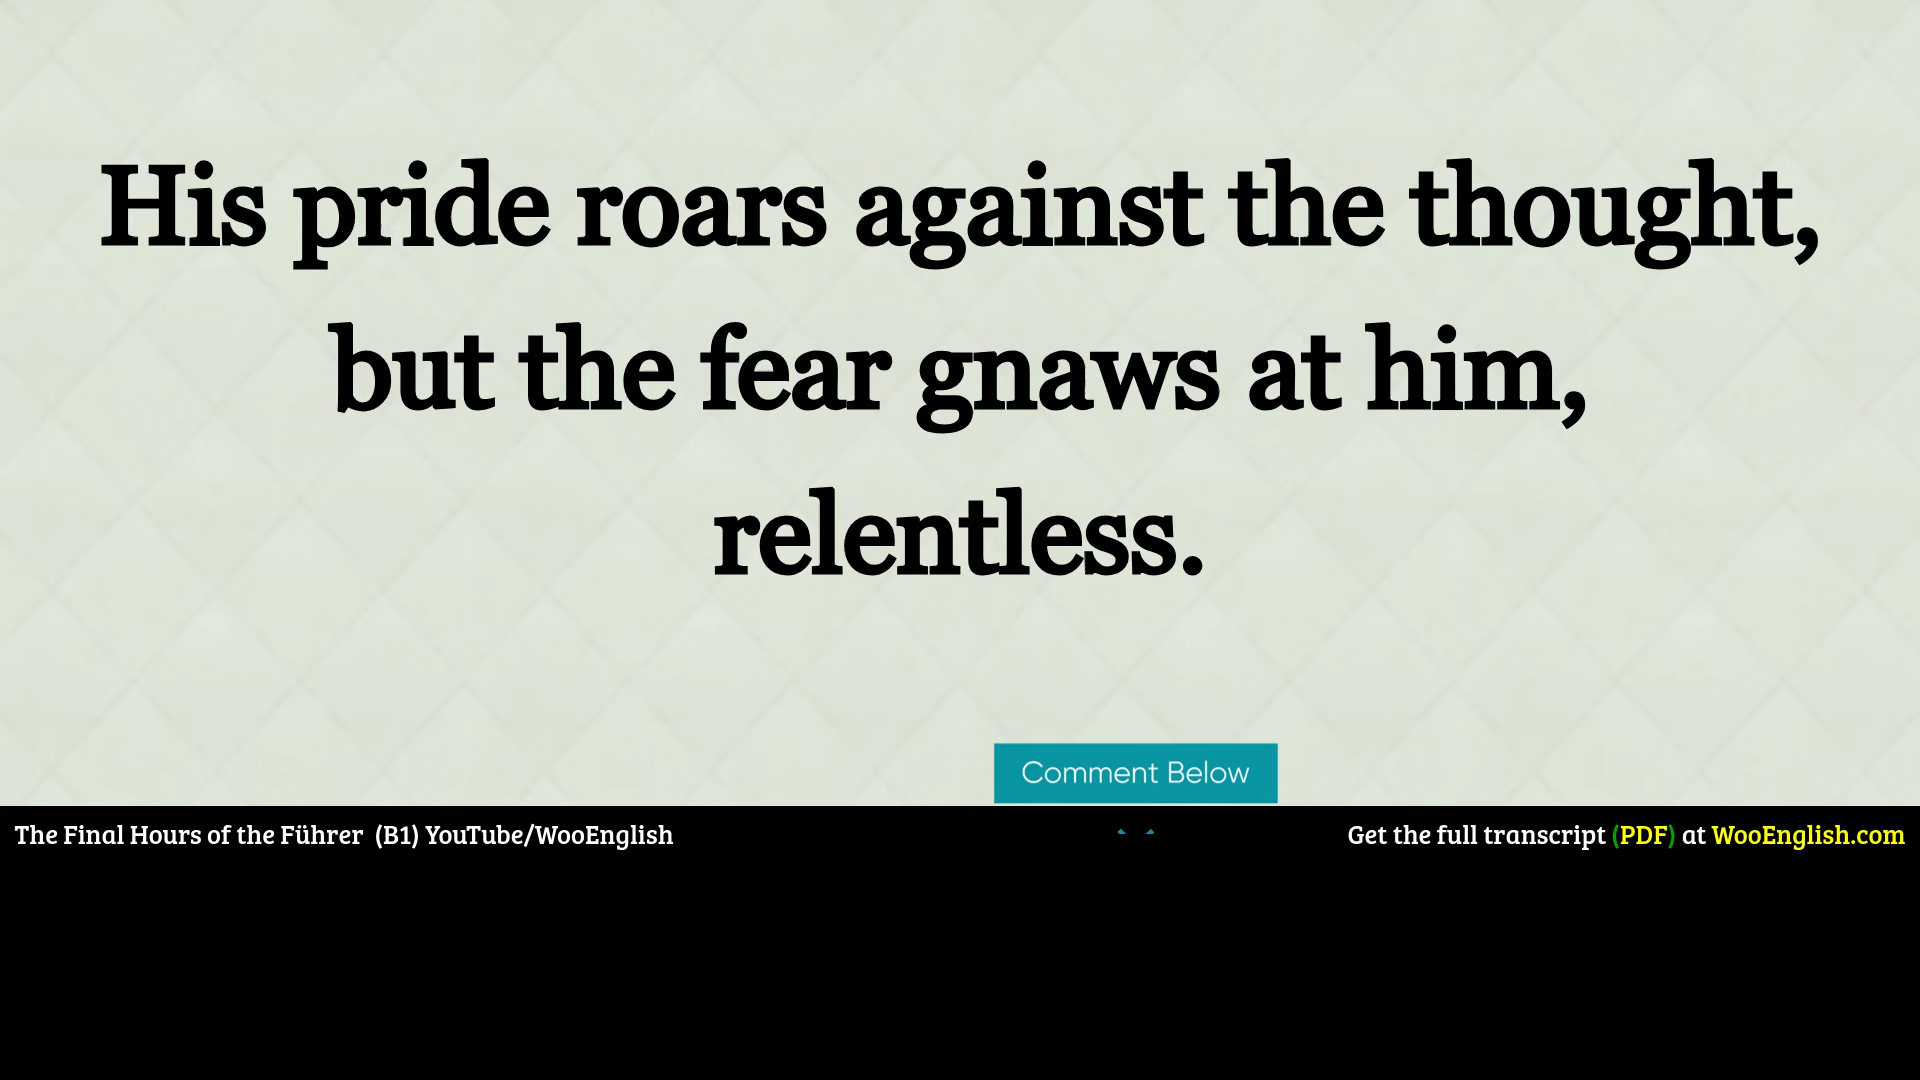 His pride roars against the thought,
but the fear gnaws at him,
relentless.
Comment Below
The Final Hours of the Führer (B1) YouTube/WooEnglish
Get the full transcript (PDF) at WooEnglish.com